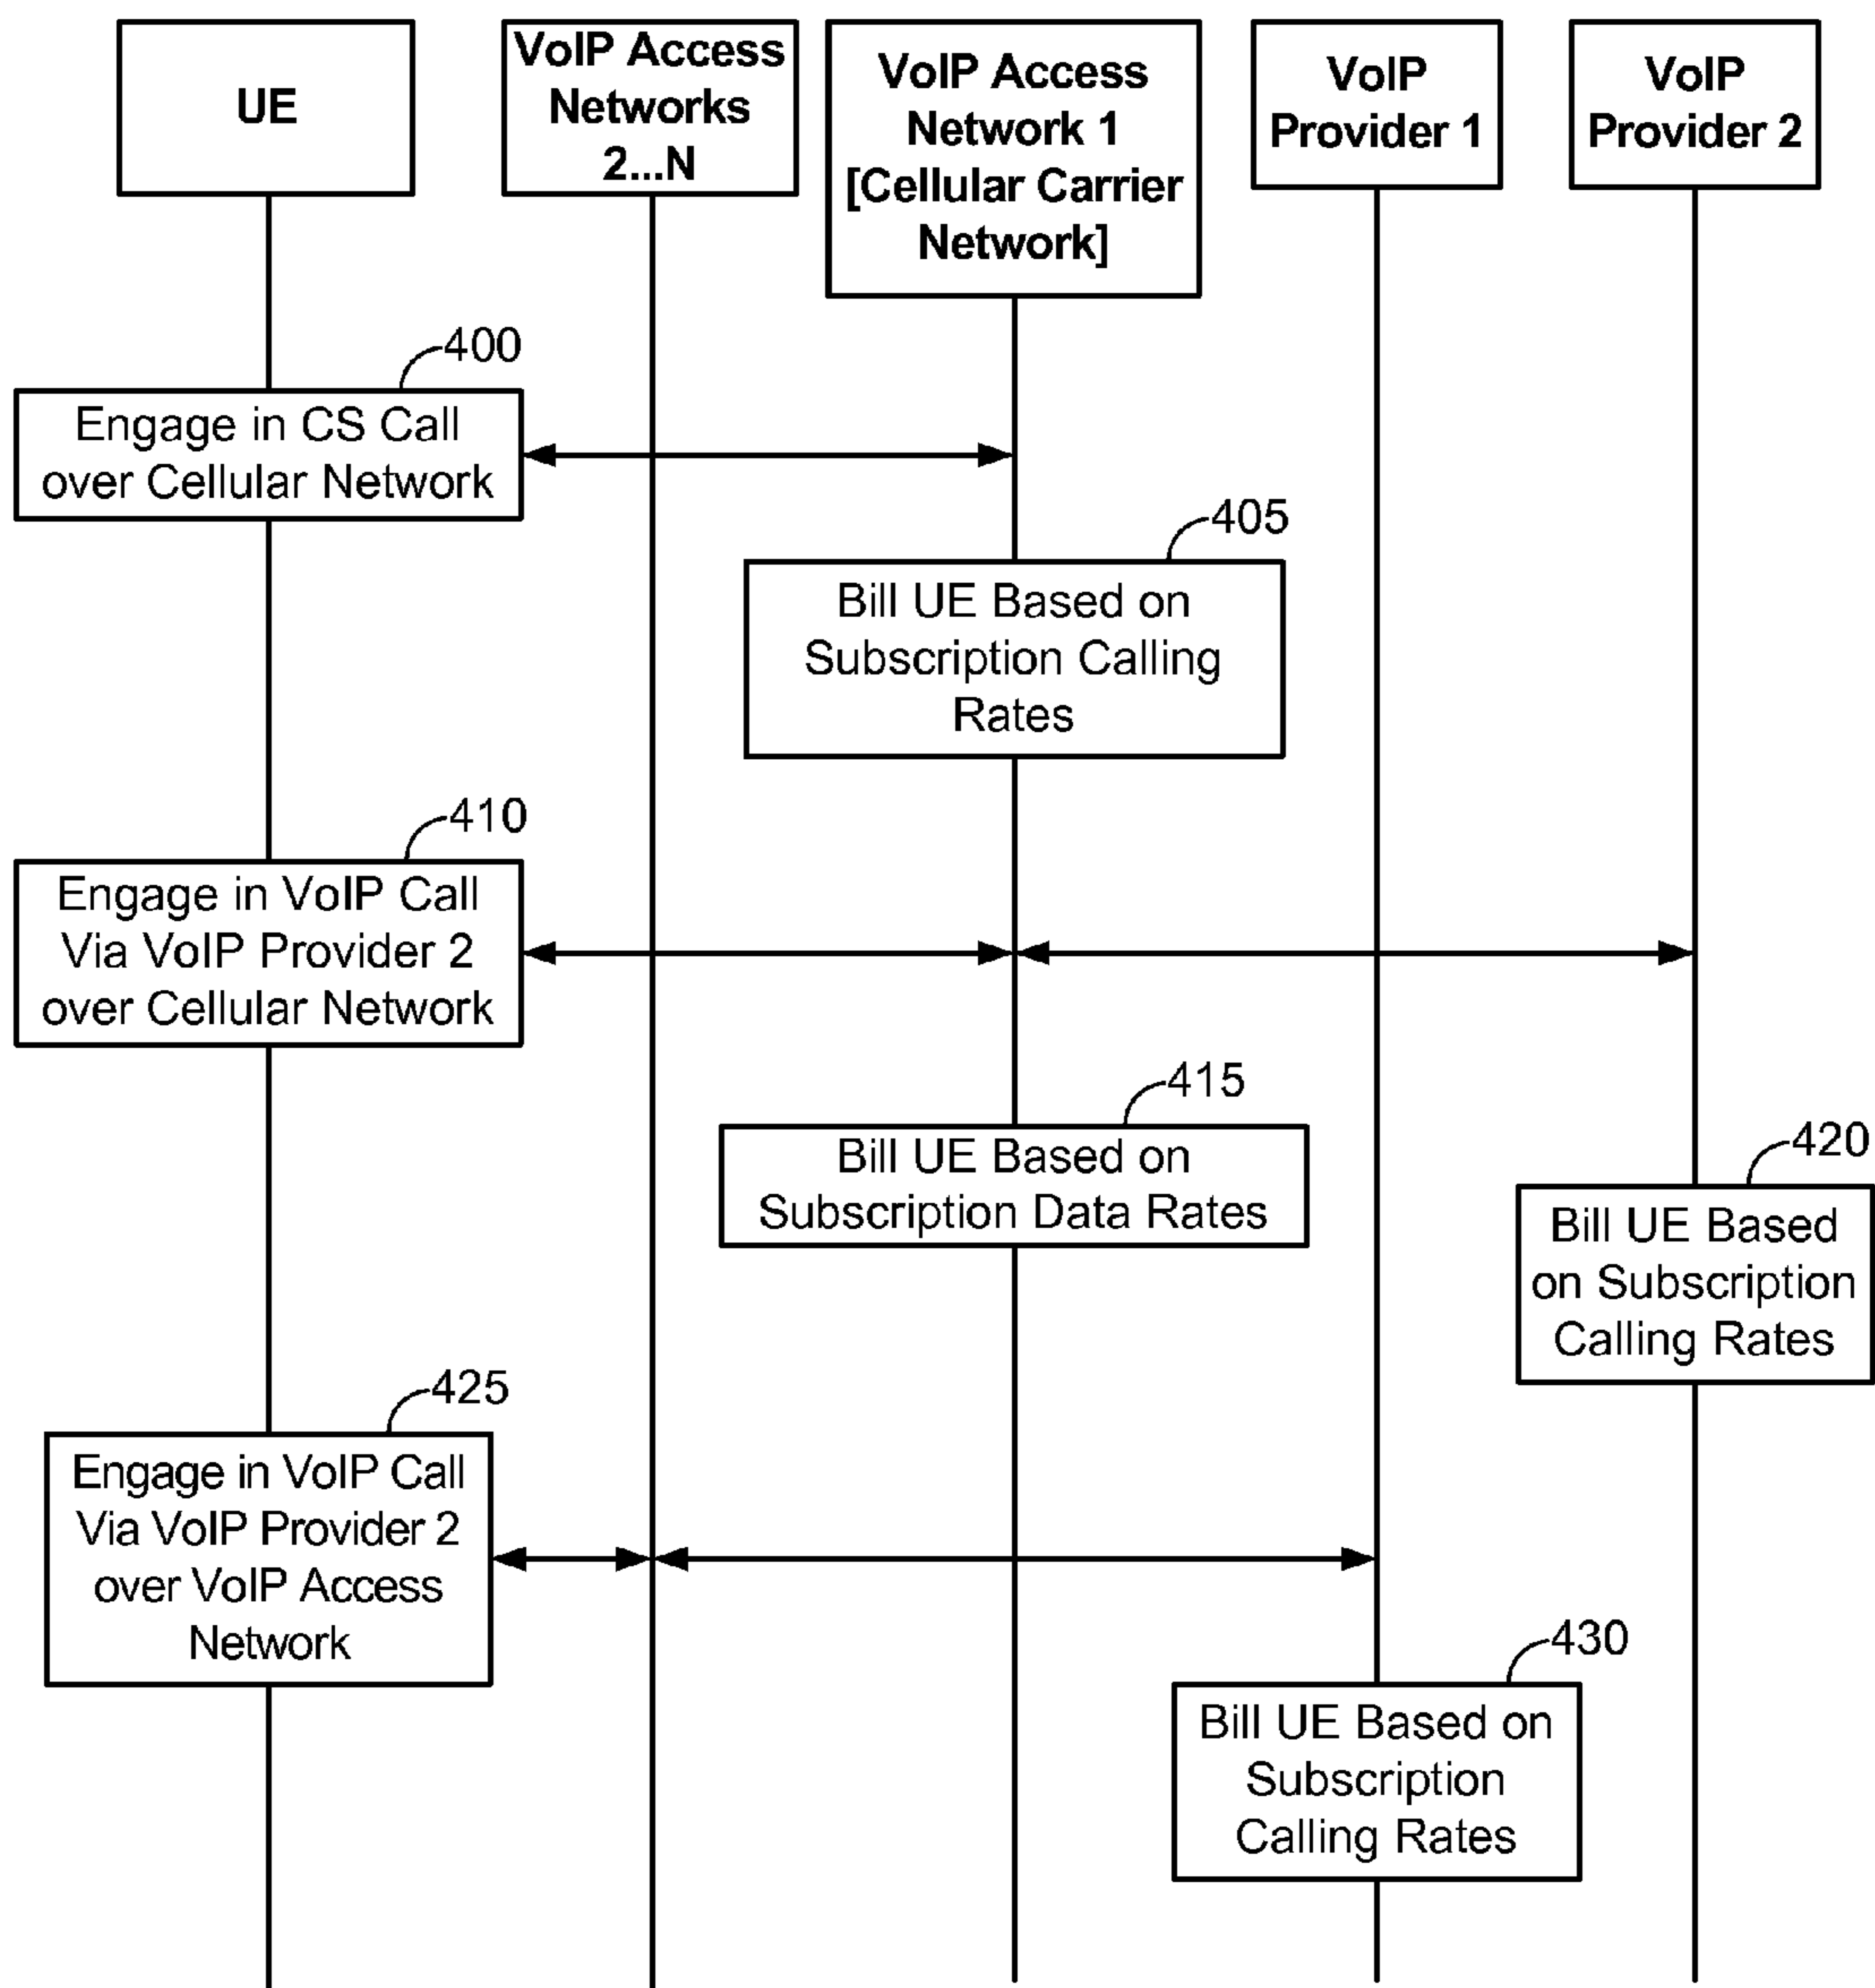 UE
VoIP Access
Networks
2...N
VoIP Access
Network 1
[Cellular Carrier
Network]
VoIP
Provider 1
VoIP
Provider 2
400
Engage in CS Call
over Cellular Network
405
Bill UE Based on
Subscription Calling
Rates
410
Engage in VoIP Call
Via VoIP Provider 2
over Cellular Network
415
Bill UE Based on
Subscription Data Rates
420
Bill UE Based
on Subscription
Calling Rates
425
Engage in VoIP Call
Via VoIP Provider 2
over VoIP Access
Network
430
Bill UE Based on
Subscription
Calling Rates